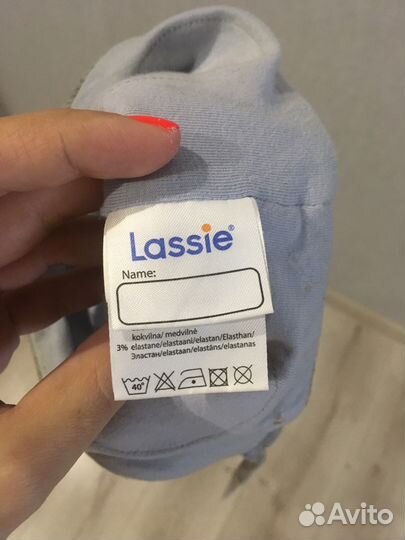 Lassie®
Name:
kokvilna/ medvilnė
3% elastane/elastaani/elastan/Elasthan/
Эластан/elastaan/elastāns/elastanas
40°
Avito